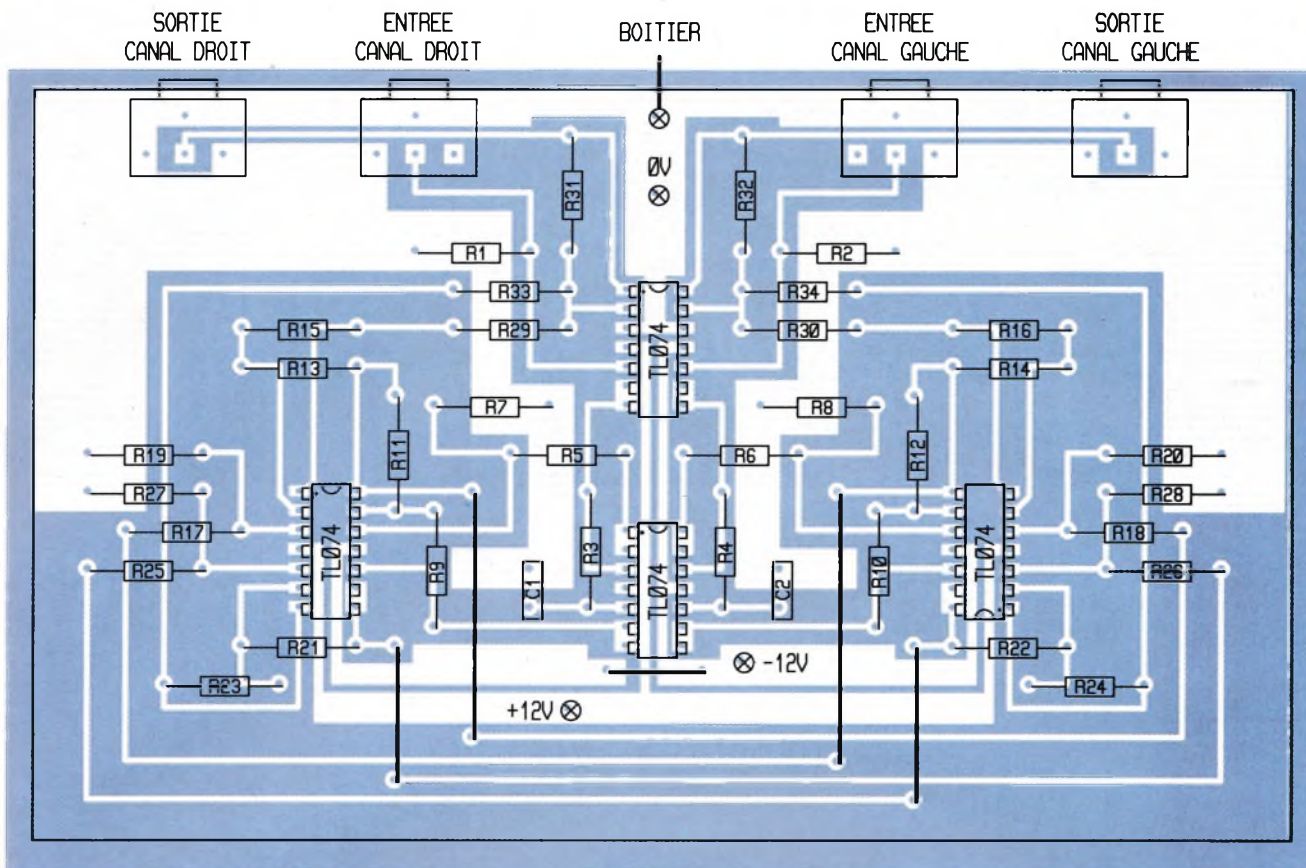 SORTIE
CANAL DROIT
ENTREE
CANAL DROIT
BOITIER
ENTREE
CANAL GAUCHE
SORTIE
CANAL GAUCHE
0V
R31
R32
R1
R2
R33
R34
R15
R29
R30
R16
R13
R14
TL074
R7
R8
R11
R12
R19
R5
R6
R20
R27
R28
R17
R18
TL074
R3
TL074
R4
TL074
R25
R9
C1
C2
R10
R26
R21
R22
-12V
R23
R24
+12V